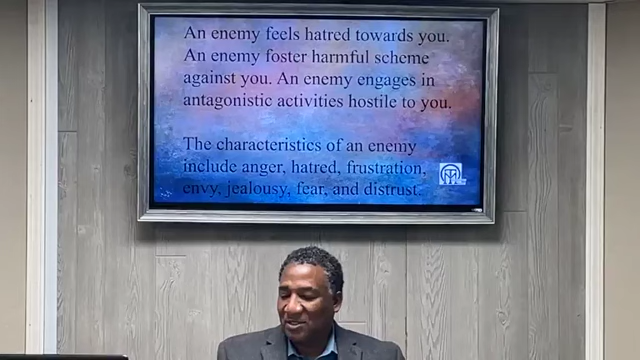 An enemy feels hatred towards you.
An enemy foster harmful scheme
against you. An enemy engages in
antagonistic activities hostile to you.
The characteristics of an enemy
include anger, hatred, frustration,
envy, jealousy, fear, and distrust.